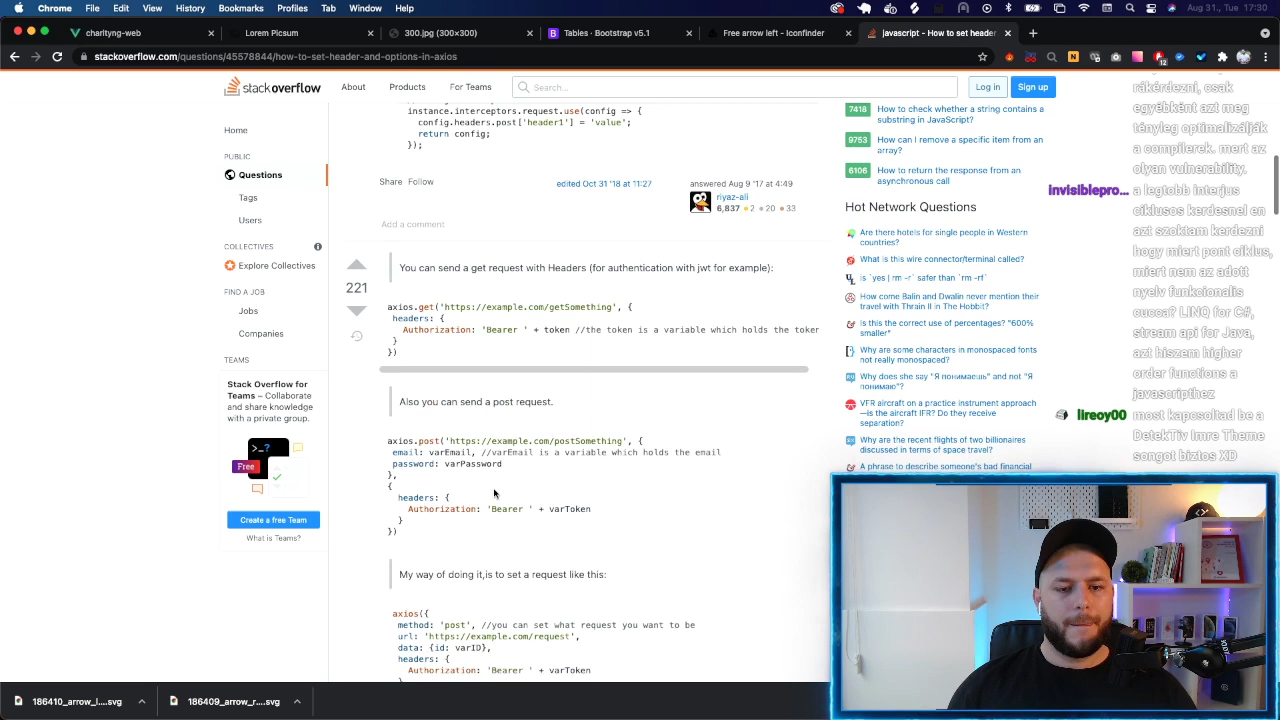 Chrome File Edit View History Bookmarks Profiles Tab Window Help
Aug 31., Tue 17:30
charityng-web
Lorem Picsum
300.jpg (300×300)
Tables · Bootstrap v5.1
Free arrow left - Iconfinder
javascript - How to set header
stackoverflow.com/questions/45578844/how-to-set-header-and-options-in-axios
12
stackoverflow
About
Products
For Teams
Search...
Log in
Sign up
Home
PUBLIC
Questions
Tags
Users
COLLECTIVES
Explore Collectives
FIND A JOB
Jobs
Companies
TEAMS
Stack Overflow for
Teams – Collaborate
and share knowledge
with a private group.
>_?
Free
Create a free Team
What is Teams?
instance.interceptors.request.use(config => {
config.headers.post['header1'] = 'value';
return config;
});
Share Follow
edited Oct 31 '18 at 11:27
answered Aug 9 '17 at 4:49
riyaz-ali
6,837 2 20 33
Add a comment
221
You can send a get request with Headers (for authentication with jwt for example):
axios.get('https://example.com/getSomething', {
headers: {
Authorization: 'Bearer ' + token //the token is a variable which holds the token
}
})
Also you can send a post request.
axios.post('https://example.com/postSomething', {
email: varEmail, //varEmail is a variable which holds the email
password: varPassword
},
{
headers: {
Authorization: 'Bearer ' + varToken
}
})
My way of doing it,is to set a request like this:
axios({
method: 'post', //you can set what request you want to be
url: 'https://example.com/request',
data: {id: varID},
headers: {
Authorization: 'Bearer ' + varToken
7418 How to check whether a string contains a
substring in JavaScript?
9753 How can I remove a specific item from an
array?
6106 How to return the response from an
asynchronous call
Hot Network Questions
Are there hotels for single people in Western
countries?
What is this wire connector/terminal called?
Is `yes | rm -r` safer than `rm -rf`
How come Balin and Dwalin never mention their
travel with Thrain II in The Hobbit?
Is this the correct use of percentages? "600%
smaller"
Why are some characters in monospaced fonts
not really monospaced?
Why does she say "Я понимаешь" and not "Я
понимаю"?
VFR aircraft on a practice instrument approach
—is the aircraft IFR? Do they receive
separation?
Why are the recent flights of two billionaires
discussed in terms of space travel?
A phrase to describe someone's bad financial
rákérdezni, csak
egyébként azt meg
tényleg optimalizálják
a compilerek. mert az
olyan vulnerability.
invisiblepro... a legtobb interjus
ciklusos kerdesnel en
azt szoktam kerdezni
hogy miert pont ciklus,
miert nem az adott
nyelv funkcionalis
cucca? LINQ for C#,
stream api for Java,
azt hiszem higher
order functions a
javascripthez
lireoy00 most kapcsoltad be a
DetekTív Imre Theme
songot biztos XD
186410_arrow_l....svg
186409_arrow_r....svg